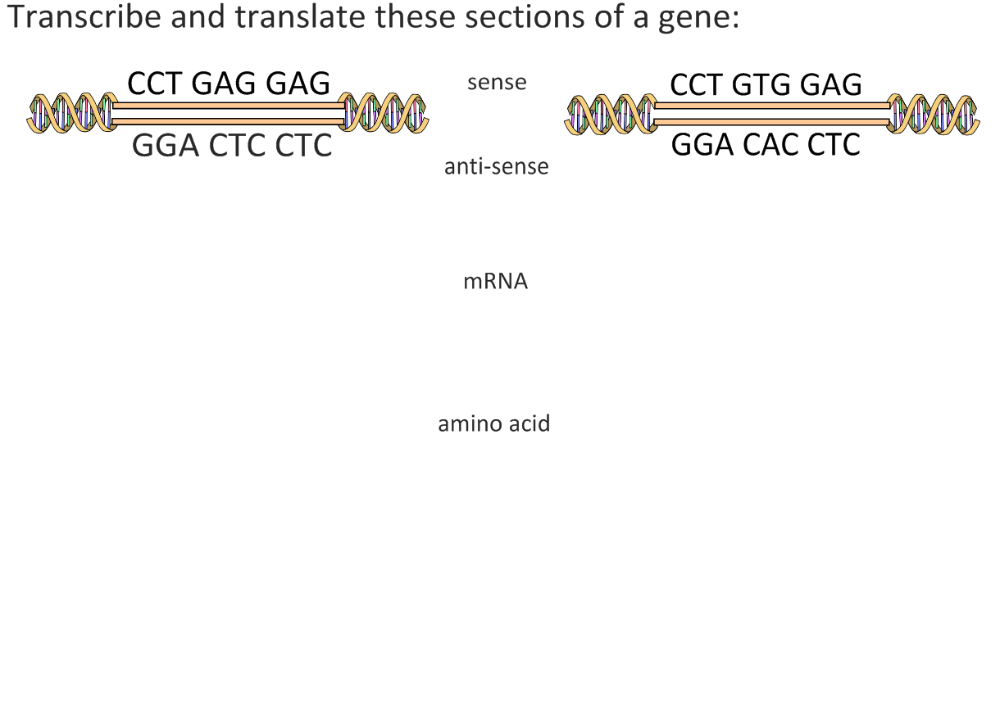 Transcribe and translate these sections of a gene:
CCT GAG GAG sense CCT GTG GAG
GGA CTC CTC GGA CAC CTC
anti-sense
mRNA
amino acid